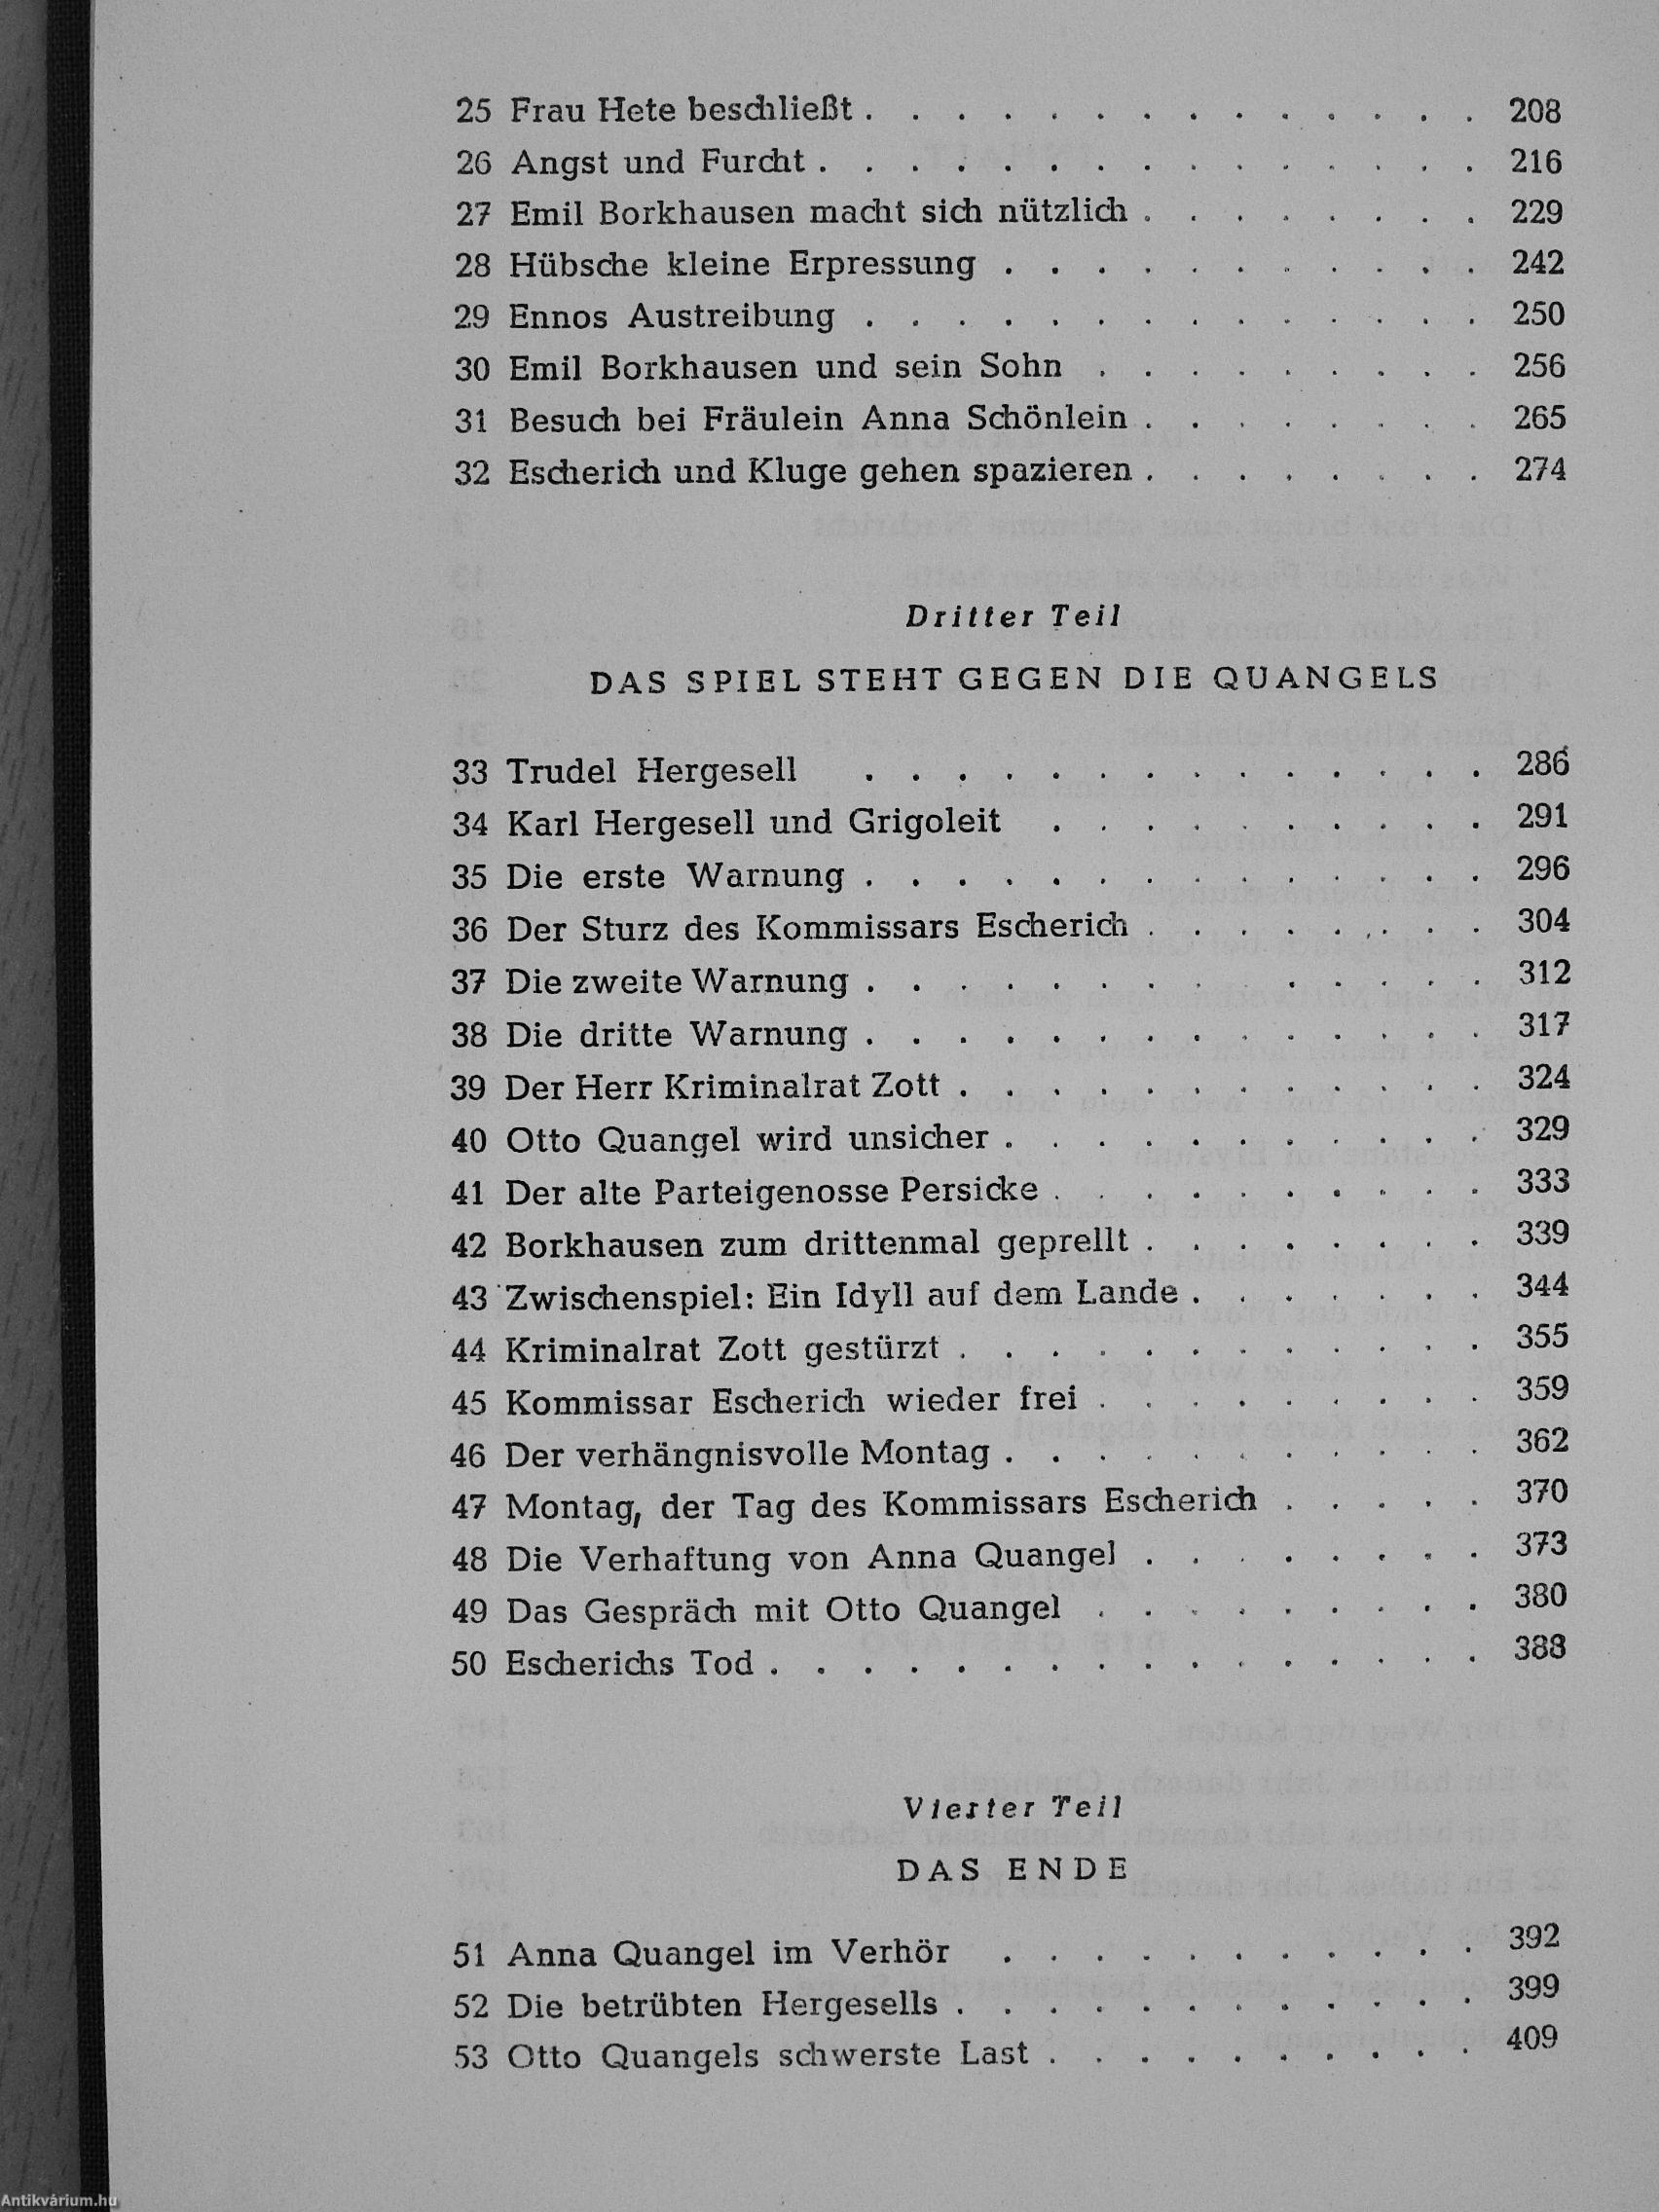 25 Frau Hete beschließt . . . . . . . . . . . . . . 208
26 Angst und Furcht . . . . . . . . . . . . . . . 216
27 Emil Borkhausen macht sich nützlich . . . . . . . . 229
28 Hübsche kleine Erpressung . . . . . . . . . . . 242
29 Ennos Austreibung . . . . . . . . . . . . . . 250
30 Emil Borkhausen und sein Sohn . . . . . . . . . 256
31 Besuch bei Fräulein Anna Schönlein . . . . . . . . 265
32 Escherich und Kluge gehen spazieren . . . . . . . . 274
Dritter Teil
DAS SPIEL STEHT GEGEN DIE QUANGELS
33 Trudel Hergesell . . . . . . . . . . . . . . 286
34 Karl Hergesell und Grigoleit . . . . . . . . . . 291
35 Die erste Warnung . . . . . . . . . . . . . . 296
36 Der Sturz des Kommissars Escherich . . . . . . . . 304
37 Die zweite Warnung . . . . . . . . . . . . . . 312
38 Die dritte Warnung . . . . . . . . . . . . . . 317
39 Der Herr Kriminalrat Zott . . . . . . . . . . . . 324
40 Otto Quangel wird unsicher . . . . . . . . . . . 329
41 Der alte Parteigenosse Persicke . . . . . . . . . . 333
42 Borkhausen zum drittenmal geprellt . . . . . . . . 339
43 Zwischenspiel: Ein Idyll auf dem Lande . . . . . . . 344
44 Kriminalrat Zott gestürzt . . . . . . . . . . . . 355
45 Kommissar Escherich wieder frei . . . . . . . . . 359
46 Der verhängnisvolle Montag . . . . . . . . . . . 362
47 Montag, der Tag des Kommissars Escherich . . . . . 370
48 Die Verhaftung von Anna Quangel . . . . . . . . 373
49 Das Gespräch mit Otto Quangel . . . . . . . . . 380
50 Escherichs Tod . . . . . . . . . . . . . . . . 388
Vierter Teil
DAS ENDE
51 Anna Quangel im Verhör . . . . . . . . . . . 392
52 Die betrübten Hergesells . . . . . . . . . . . . 399
53 Otto Quangels schwerste Last . . . . . . . . . . 409
Antikvárium.hu